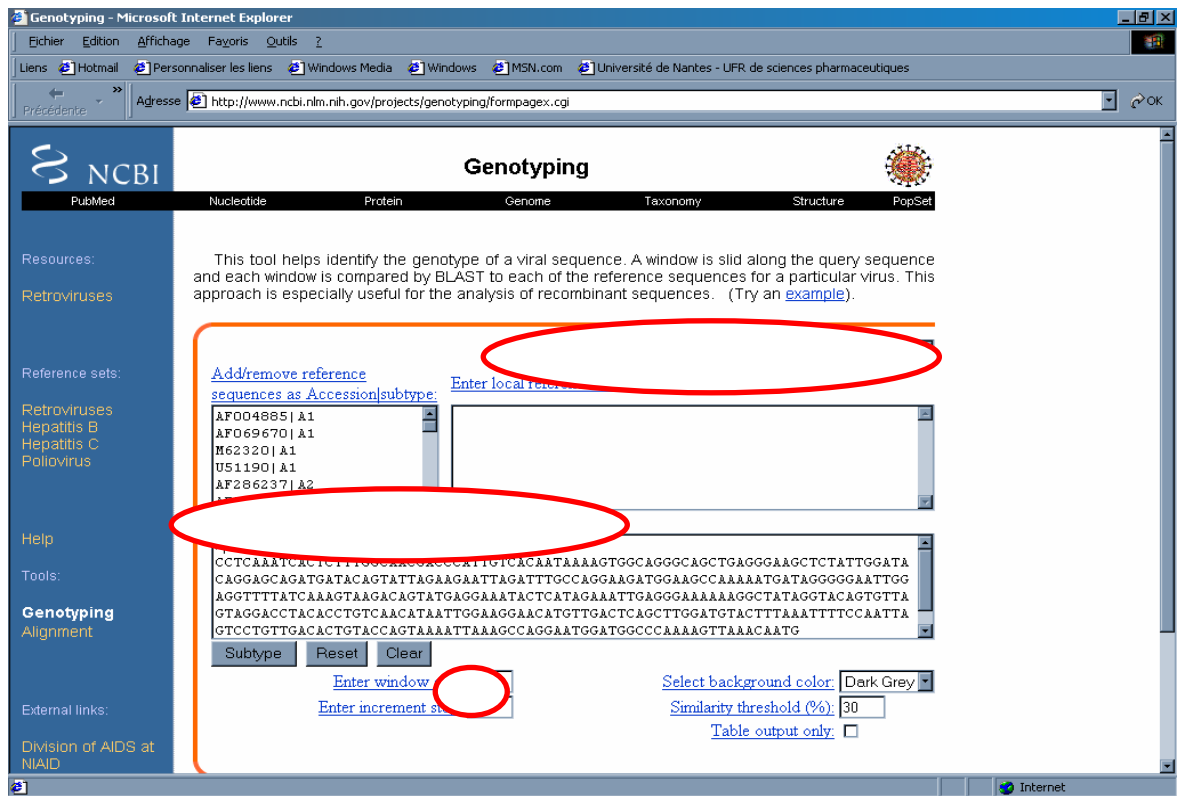 Genotyping - Microsoft Internet Explorer
Fichier Edition Affichage Favoris Outils ?
Liens Hotmail Personnaliser les liens Windows Media Windows MSN.com Université de Nantes - UFR de sciences pharmaceutiques
Précédente » Adresse http://www.ncbi.nlm.nih.gov/projects/genotyping/formpagex.cgi OK
NCBI
Genotyping
PubMed Nucleotide Protein Genome Taxonomy Structure PopSet
Resources:
Retroviruses
Reference sets:
Retroviruses
Hepatitis B
Hepatitis C
Poliovirus
Help
Tools:
Genotyping
Alignment
External links:
Division of AIDS at
NIAID
This tool helps identify the genotype of a viral sequence. A window is slid along the query sequence
and each window is compared by BLAST to each of the reference sequences for a particular virus. This
approach is especially useful for the analysis of recombinant sequences. (Try an example).
Add/remove reference
sequences as Accession|subtype:
Enter local
AF004885|A1
AF069670|A1
M62320|A1
U51190|A1
AF286237|A2
CAGGAGCAGATGATACAGTATTAGAAGAATTAGATTTGCCAGGAAGATGGAAGCCAAAAATGATAGGGGGAATTGG
AGGTTTTATCAAAGTAAGACAGTATGAGGAAATACTCATAGAAATTGAGGGAAAAAAGGCTATAGGTACAGTGTTA
GTAGGACCTACACCTGTCAACATAATTGGAAGGAACATGTTGACTCAGCTTGGATGTACTTTAAATTTTCCAATTA
GTCCTGTTGACACTGTACCAGTAAAATTAAAGCCAGGAATGGATGGCCCAAAAGTTAAACAATG
Subtype Reset Clear
Enter window
Enter increment
Select background color: Dark Grey
Similarity threshold (%): 30
Table output only:
Internet